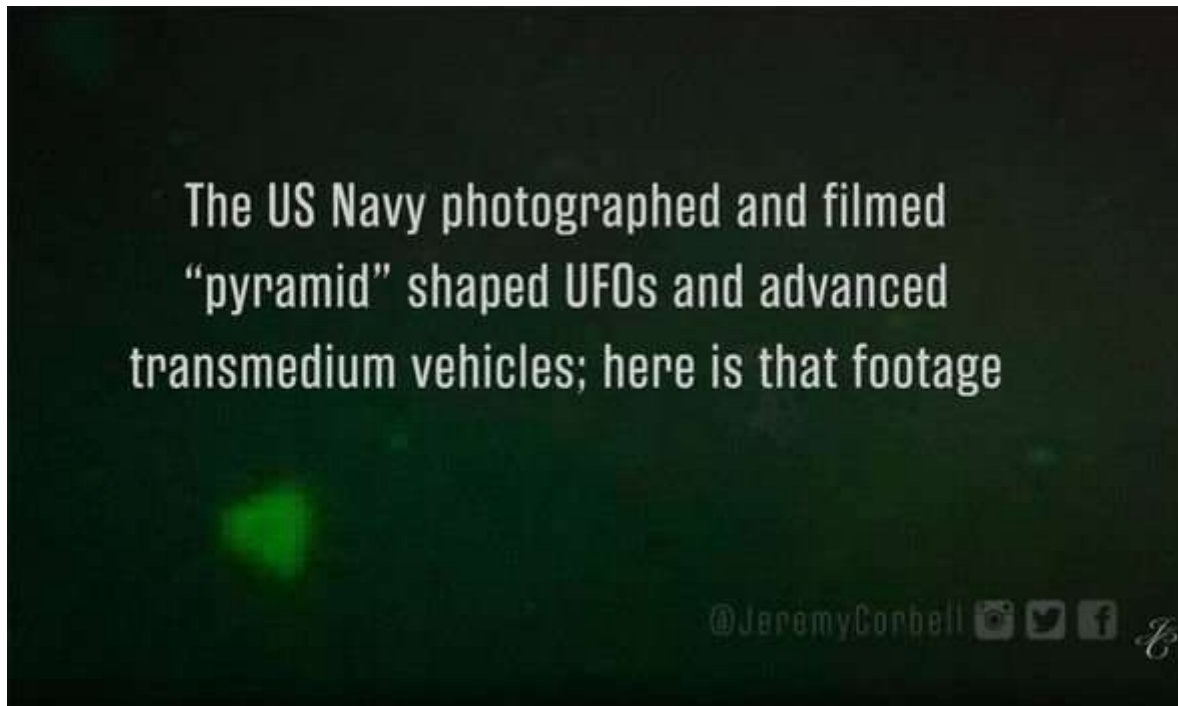 The US Navy photographed and filmed
“pyramid” shaped UFOs and advanced
transmedium vehicles; here is that footage
@JeremyCorbell